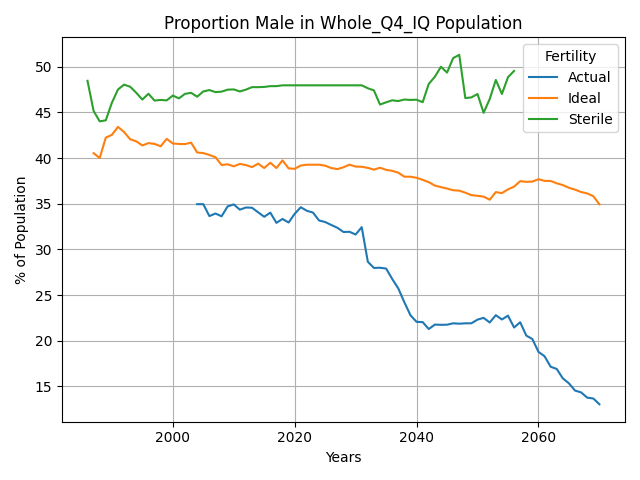 Proportion Male in Whole_Q4_IQ Population
% of Population
50
45
40
35
30
25
20
15
Fertility
Actual
Ideal
Sterile
2000
2020
2040
2060
Years